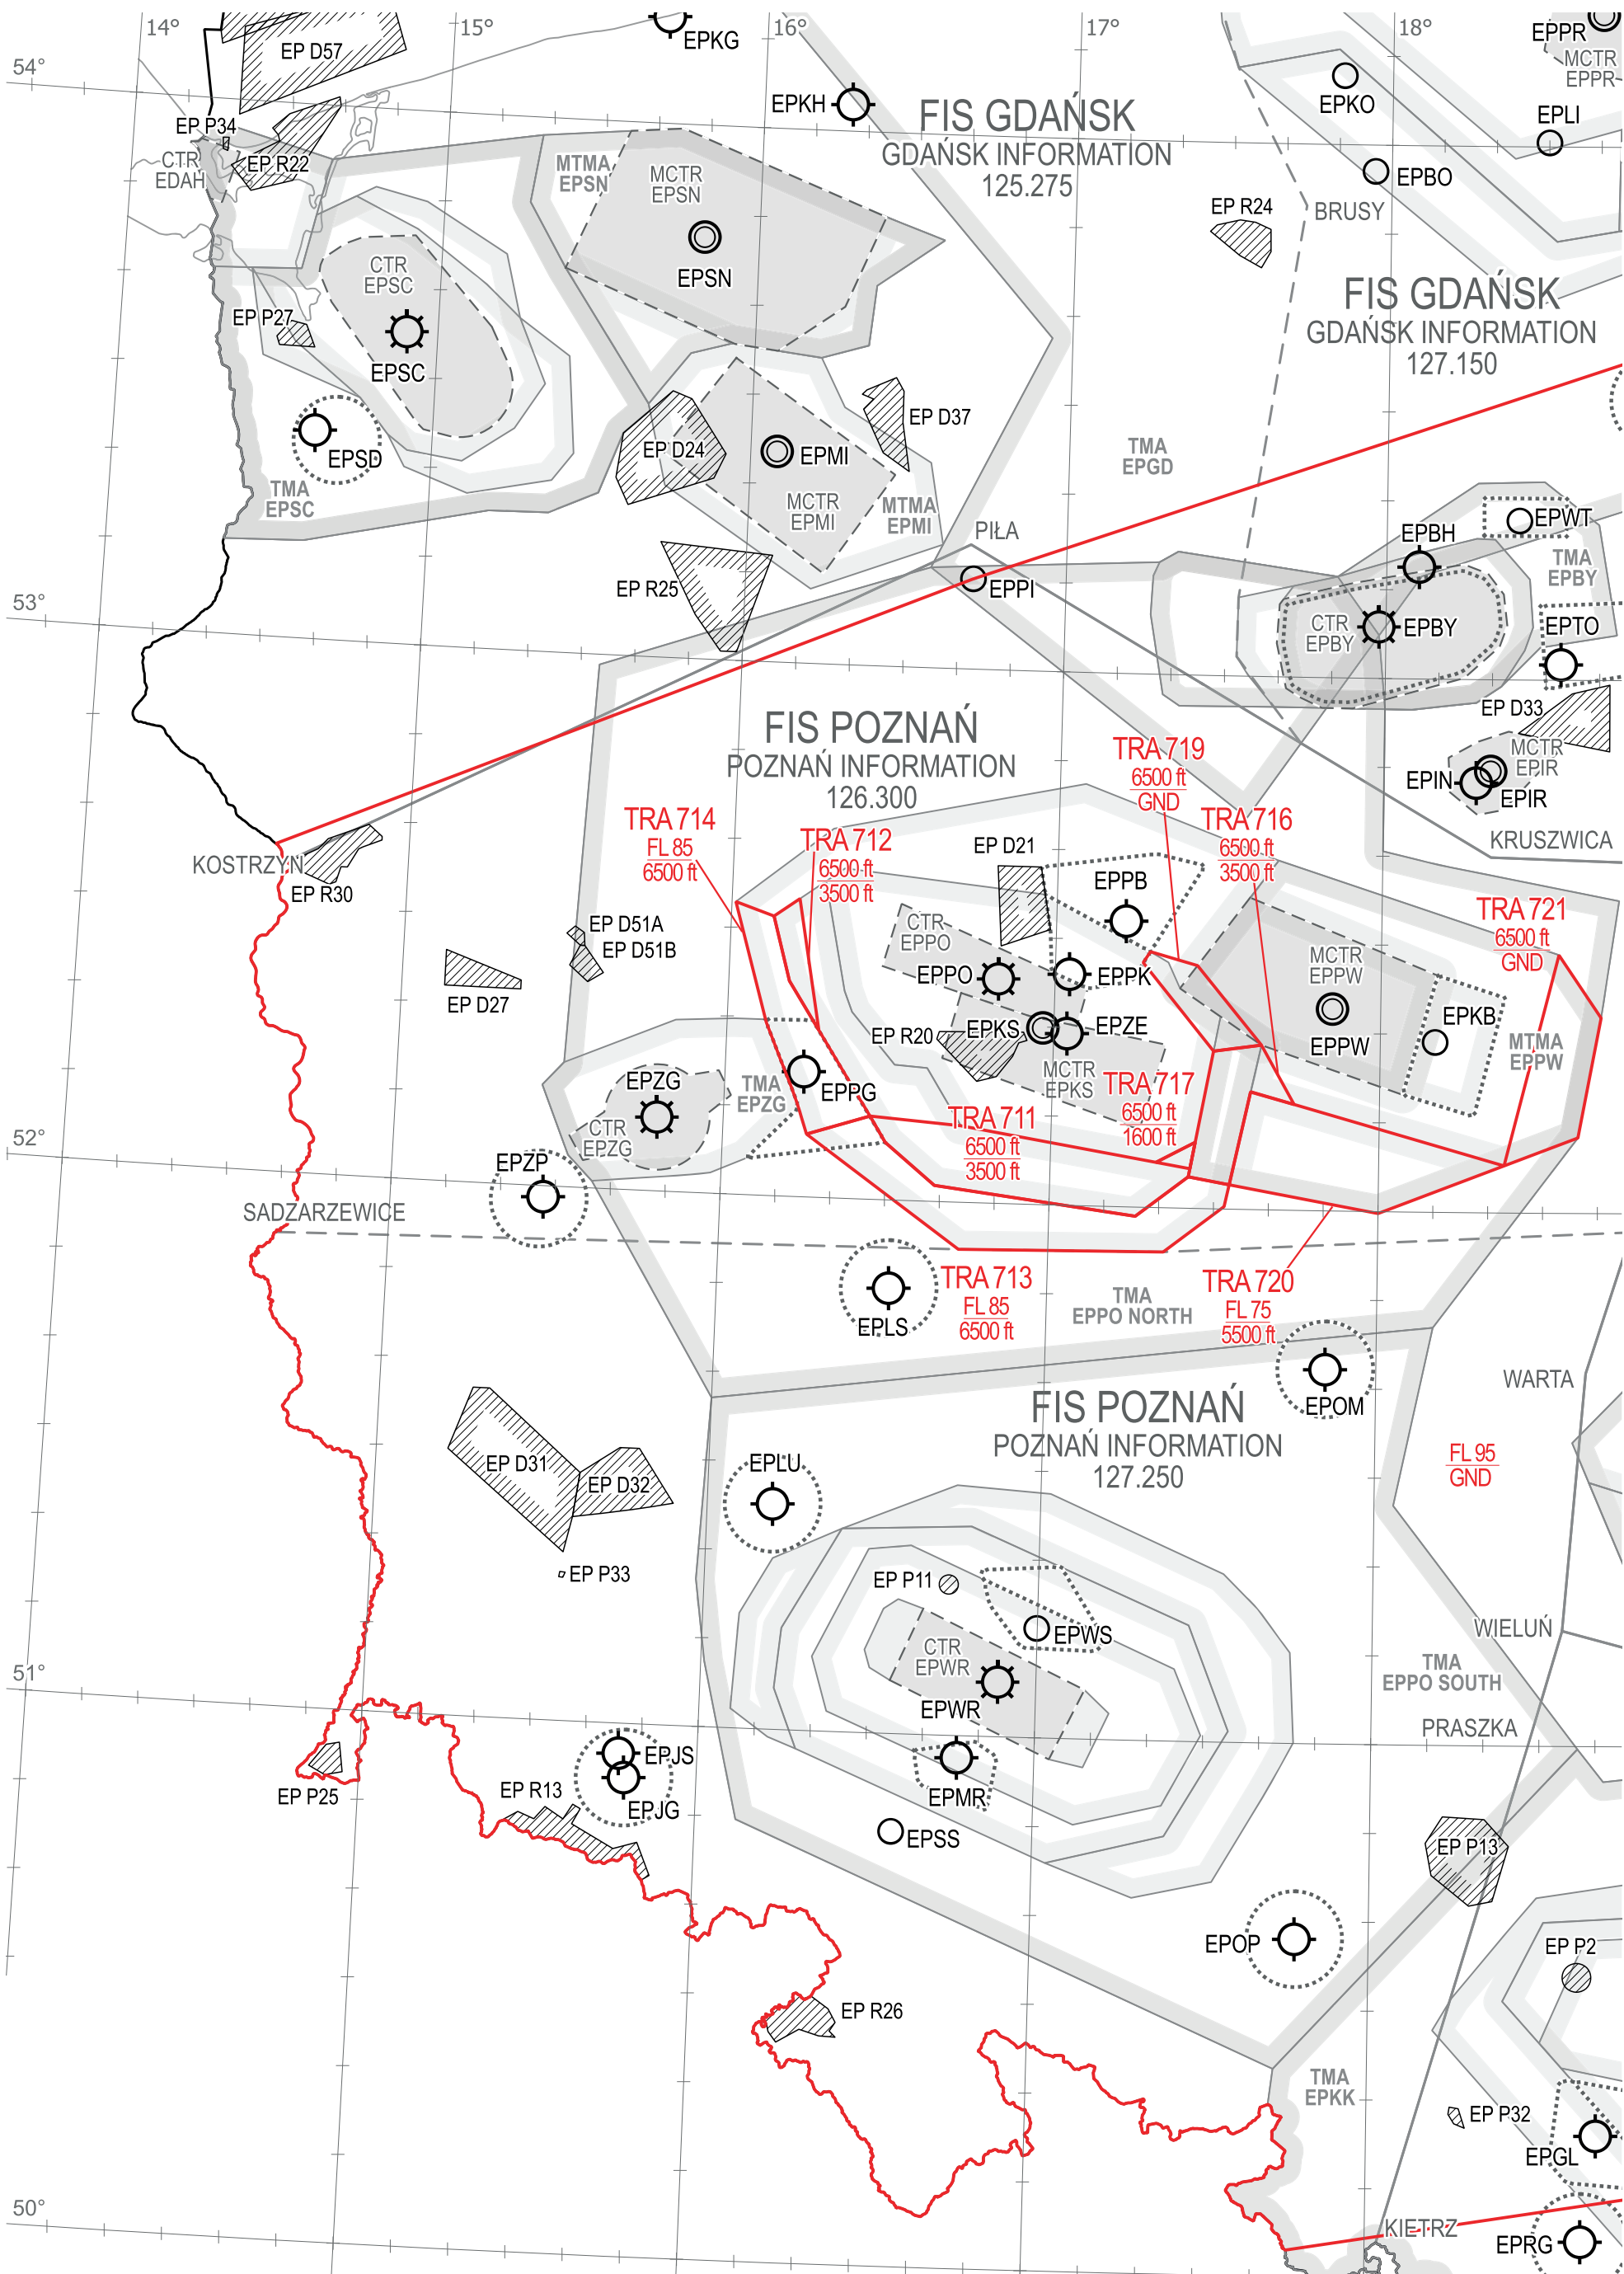 14°
15°
16°
17°
18°
54°
EP D57
EPKG
EPPR
MCTR
EPPR
EPKH
FIS GDAŃSK
GDAŃSK INFORMATION
125.275
EPKO
EPLI
EP P34
CTR
EDAH
EP R22
MTMA
EPSN
MCTR
EPSN
EPBO
EP R24
BRUSY
CTR
EPSC
EPSN
FIS GDAŃSK
GDAŃSK INFORMATION
127.150
EP P27
EPSC
EP D37
EPSD
EP D24
EPMI
TMA
EPGD
TMA
EPSC
MCTR
EPMI
MTMA
EPMI
PIŁA
EPWT
EPBH
TMA
EPBY
53°
EP R25
EPPI
CTR
EPBY
EPBY
EPTO
FIS POZNAŃ
POZNAŃ INFORMATION
126.300
EP D33
TRA 719
6500 ft
GND
MCTR
EPIR
EPIN
EPIR
TRA 714
FL 85
6500 ft
TRA 712
6500 ft
3500 ft
TRA 716
6500 ft
3500 ft
KRUSZWICA
KOSTRZYN
EP R30
EP D21
EPPB
TRA 721
6500 ft
GND
EP D51A
EP D51B
CTR
EPPO
EPPO
EPPK
MCTR
EPPW
EP D27
EP R20
EPKS
EPZE
EPPW
EPKB
MTMA
EPPW
MCTR
EPKS
TRA 717
6500 ft
1600 ft
EPZG
TMA
EPZG
EPPG
TRA 711
6500 ft
3500 ft
CTR
EPZG
52°
EPZP
SADZARZEWICE
TRA 713
FL 85
6500 ft
TMA
EPPO NORTH
TRA 720
FL 75
5500 ft
EPLS
WARTA
FIS POZNAŃ
POZNAŃ INFORMATION
127.250
EPOM
EP D31
EP D32
EPLU
FL 95
GND
EP P33
EP P11
EPWS
WIELUŃ
CTR
EPWR
51°
TMA
EPPO SOUTH
EPWR
PRASZKA
EPJS
EP P25
EP R13
EPJG
EPMR
EPSS
EP P13
EPOP
EP P2
EP R26
TMA
EPKK
EP P32
EPGL
50°
KIETRZ
EPRG